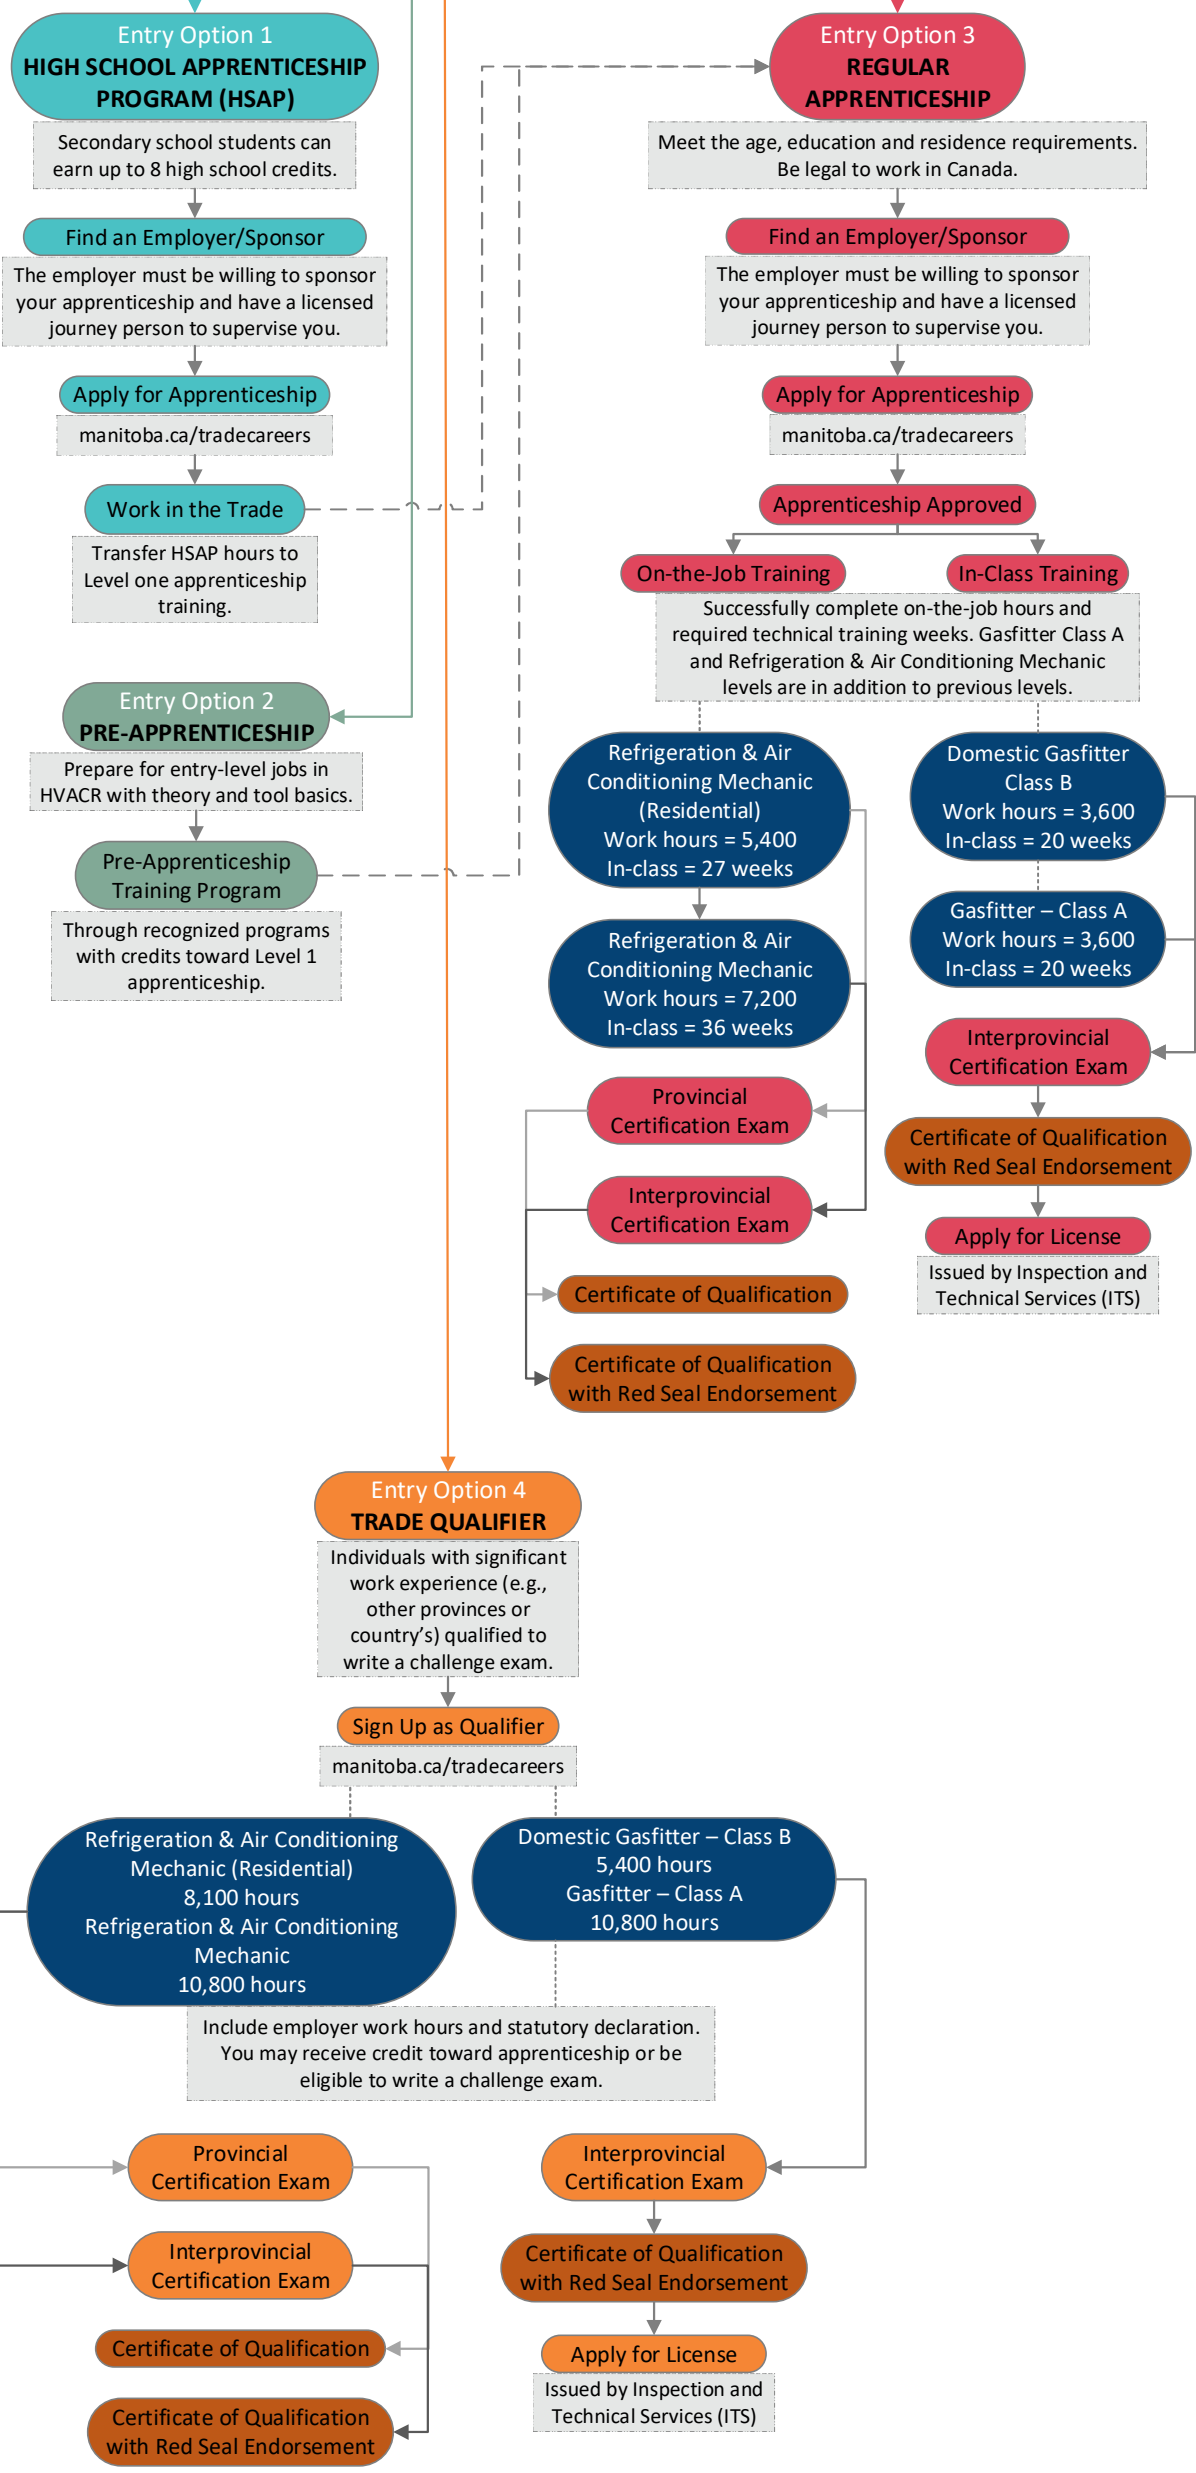 Entry Option 1
HIGH SCHOOL APPRENTICESHIP
PROGRAM (HSAP)
Secondary school students can
earn up to 8 high school credits.
Find an Employer/Sponsor
The employer must be willing to sponsor
your apprenticeship and have a licensed
journey person to supervise you.
Apply for Apprenticeship
manitoba.ca/tradecareers
Work in the Trade
Transfer HSAP hours to
Level one apprenticeship
training.
Entry Option 2
PRE-APPRENTICESHIP
Prepare for entry-level jobs in
HVACR with theory and tool basics.
Pre-Apprenticeship
Training Program
Through recognized programs
with credits toward Level 1
apprenticeship.
Entry Option 3
REGULAR
APPRENTICESHIP
Meet the age, education and residence requirements.
Be legal to work in Canada.
Find an Employer/Sponsor
The employer must be willing to sponsor
your apprenticeship and have a licensed
journey person to supervise you.
Apply for Apprenticeship
manitoba.ca/tradecareers
Apprenticeship Approved
On-the-Job Training
In-Class Training
Successfully complete on-the-job hours and
required technical training weeks. Gasfitter Class A
and Refrigeration & Air Conditioning Mechanic
levels are in addition to previous levels.
Refrigeration & Air
Conditioning Mechanic
(Residential)
Work hours = 5,400
In-class = 27 weeks
Refrigeration & Air
Conditioning Mechanic
Work hours = 7,200
In-class = 36 weeks
Provincial
Certification Exam
Interprovincial
Certification Exam
Certificate of Qualification
Certificate of Qualification
with Red Seal Endorsement
Domestic Gasfitter
Class B
Work hours = 3,600
In-class = 20 weeks
Gasfitter – Class A
Work hours = 3,600
In-class = 20 weeks
Interprovincial
Certification Exam
Certificate of Qualification
with Red Seal Endorsement
Apply for License
Issued by Inspection and
Technical Services (ITS)
Entry Option 4
TRADE QUALIFIER
Individuals with significant
work experience (e.g.,
other provinces or
country’s) qualified to
write a challenge exam.
Sign Up as Qualifier
manitoba.ca/tradecareers
Refrigeration & Air Conditioning
Mechanic (Residential)
8,100 hours
Refrigeration & Air Conditioning
Mechanic
10,800 hours
Domestic Gasfitter – Class B
5,400 hours
Gasfitter – Class A
10,800 hours
Include employer work hours and statutory declaration.
You may receive credit toward apprenticeship or be
eligible to write a challenge exam.
Provincial
Certification Exam
Interprovincial
Certification Exam
Certificate of Qualification
Certificate of Qualification
with Red Seal Endorsement
Interprovincial
Certification Exam
Certificate of Qualification
with Red Seal Endorsement
Apply for License
Issued by Inspection and
Technical Services (ITS)